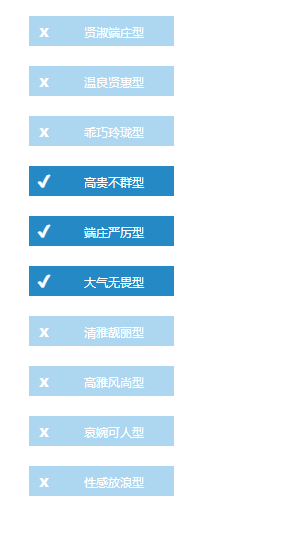 x 贤淑端庄型
x 温良贤惠型
x 乖巧玲珑型
✔ 高贵不群型
✔ 端庄严厉型
✔ 大气无畏型
x 清雅靓丽型
x 高雅风尚型
x 哀婉可人型
x 性感放浪型